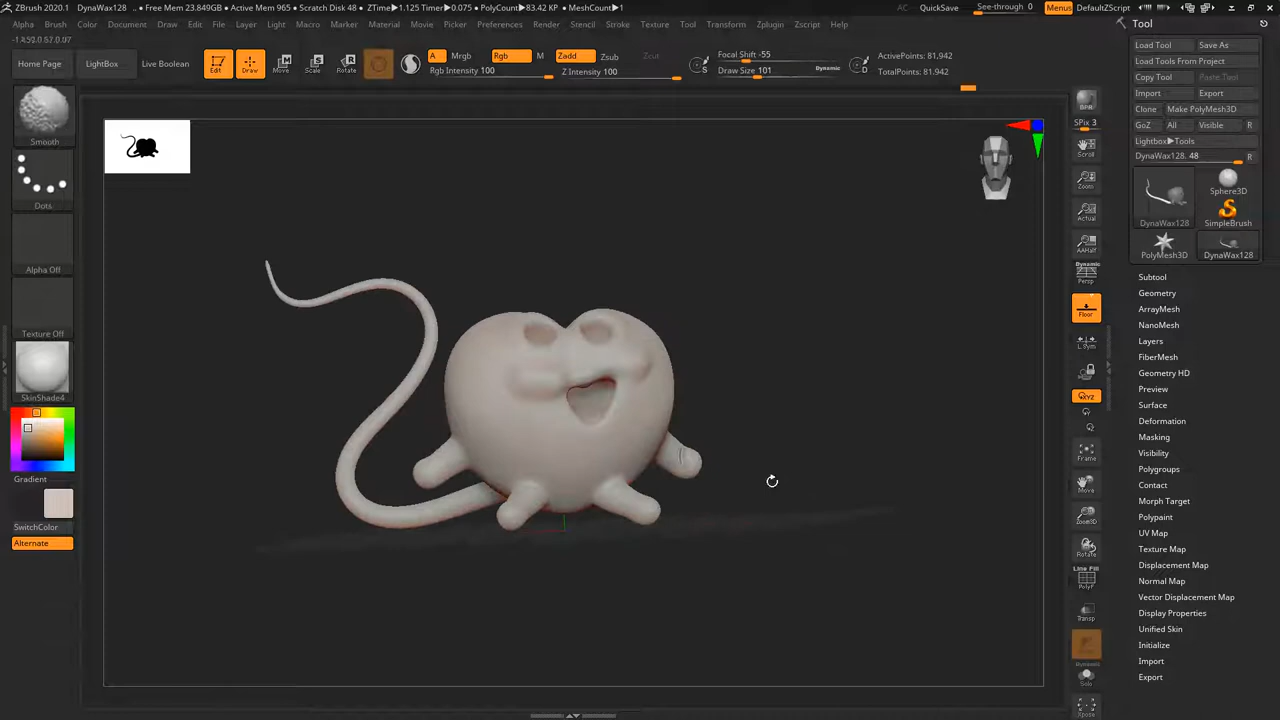 ZBrush 2020.1 DynaWax128 .. ● Free Mem 23.849GB ● Active Mem 965 ● Scratch Disk 48 ● ZTime▶1.125 Timer▶0.075 ● PolyCount▶83.42 KP ● MeshCount▶1 AC QuickSave See-through 0 Menus DefaultZScript
Alpha Brush Color Document Draw Edit File Layer Light Macro Marker Material Movie Picker Preferences Render Stencil Stroke Texture Tool Transform Zplugin Zscript Help
Home Page LightBox Live Boolean Edit Draw Move Scale Rotate
A Mrgb Rgb M Zadd Zsub Zcut
Rgb Intensity 100 Z Intensity 100
Focal Shift -55 ActivePoints: 81,942
Draw Size 101 Dynamic TotalPoints: 81,942
S D
Smooth
Dots
Alpha Off
Texture Off
SkinShade4
Gradient
SwitchColor
Alternate
BPR
SPix 3
Scroll
Zoom
Actual
AAHalf
Dynamic
Persp
Floor
L.Sym
XYZ
Frame
Move
Zoom3D
Rotate
Line Fill
PolyF
Transp
Solo
Xpose
Tool
Load Tool Save As
Load Tools From Project
Copy Tool Paste Tool
Import Export
Clone Make PolyMesh3D
GoZ All Visible R
Lightbox▶Tools
DynaWax128. 48 R
Sphere3D
DynaWax128 SimpleBrush
PolyMesh3D DynaWax128
Subtool
Geometry
ArrayMesh
NanoMesh
Layers
FiberMesh
Geometry HD
Preview
Surface
Deformation
Masking
Visibility
Polygroups
Contact
Morph Target
Polypaint
UV Map
Texture Map
Displacement Map
Normal Map
Vector Displacement Map
Display Properties
Unified Skin
Initialize
Import
Export